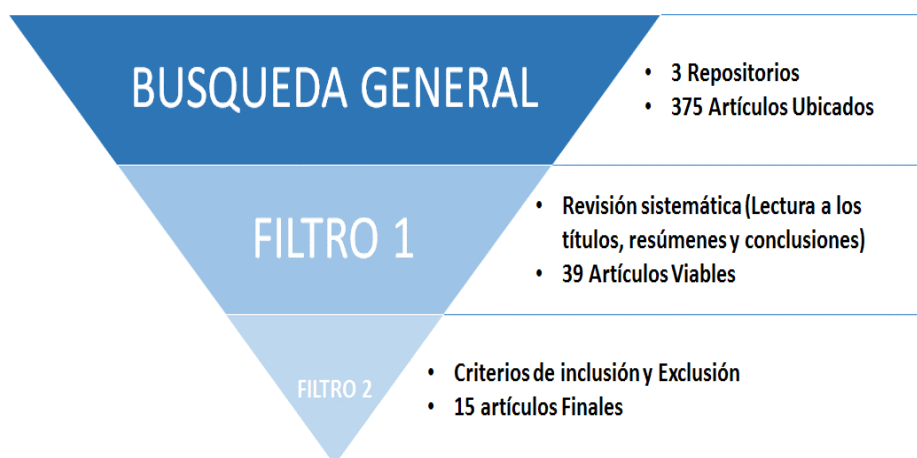 BUSQUEDA GENERAL
• 3 Repositorios
• 375 Artículos Ubicados
FILTRO 1
• Revisión sistemática (Lectura a los
títulos, resúmenes y conclusiones)
• 39 Artículos Viables
FILTRO 2
• Criterios de inclusión y Exclusión
• 15 artículos Finales